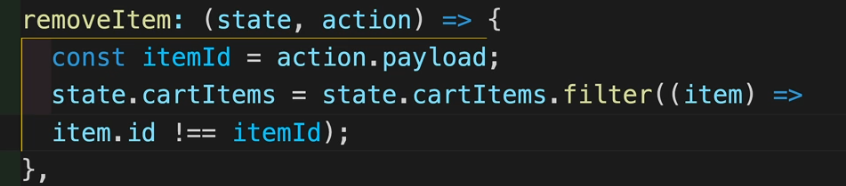 removeItem: (state, action) => {
const itemId = action.payload;
state.cartItems = state.cartItems.filter((item) =>
item.id !== itemId);
},